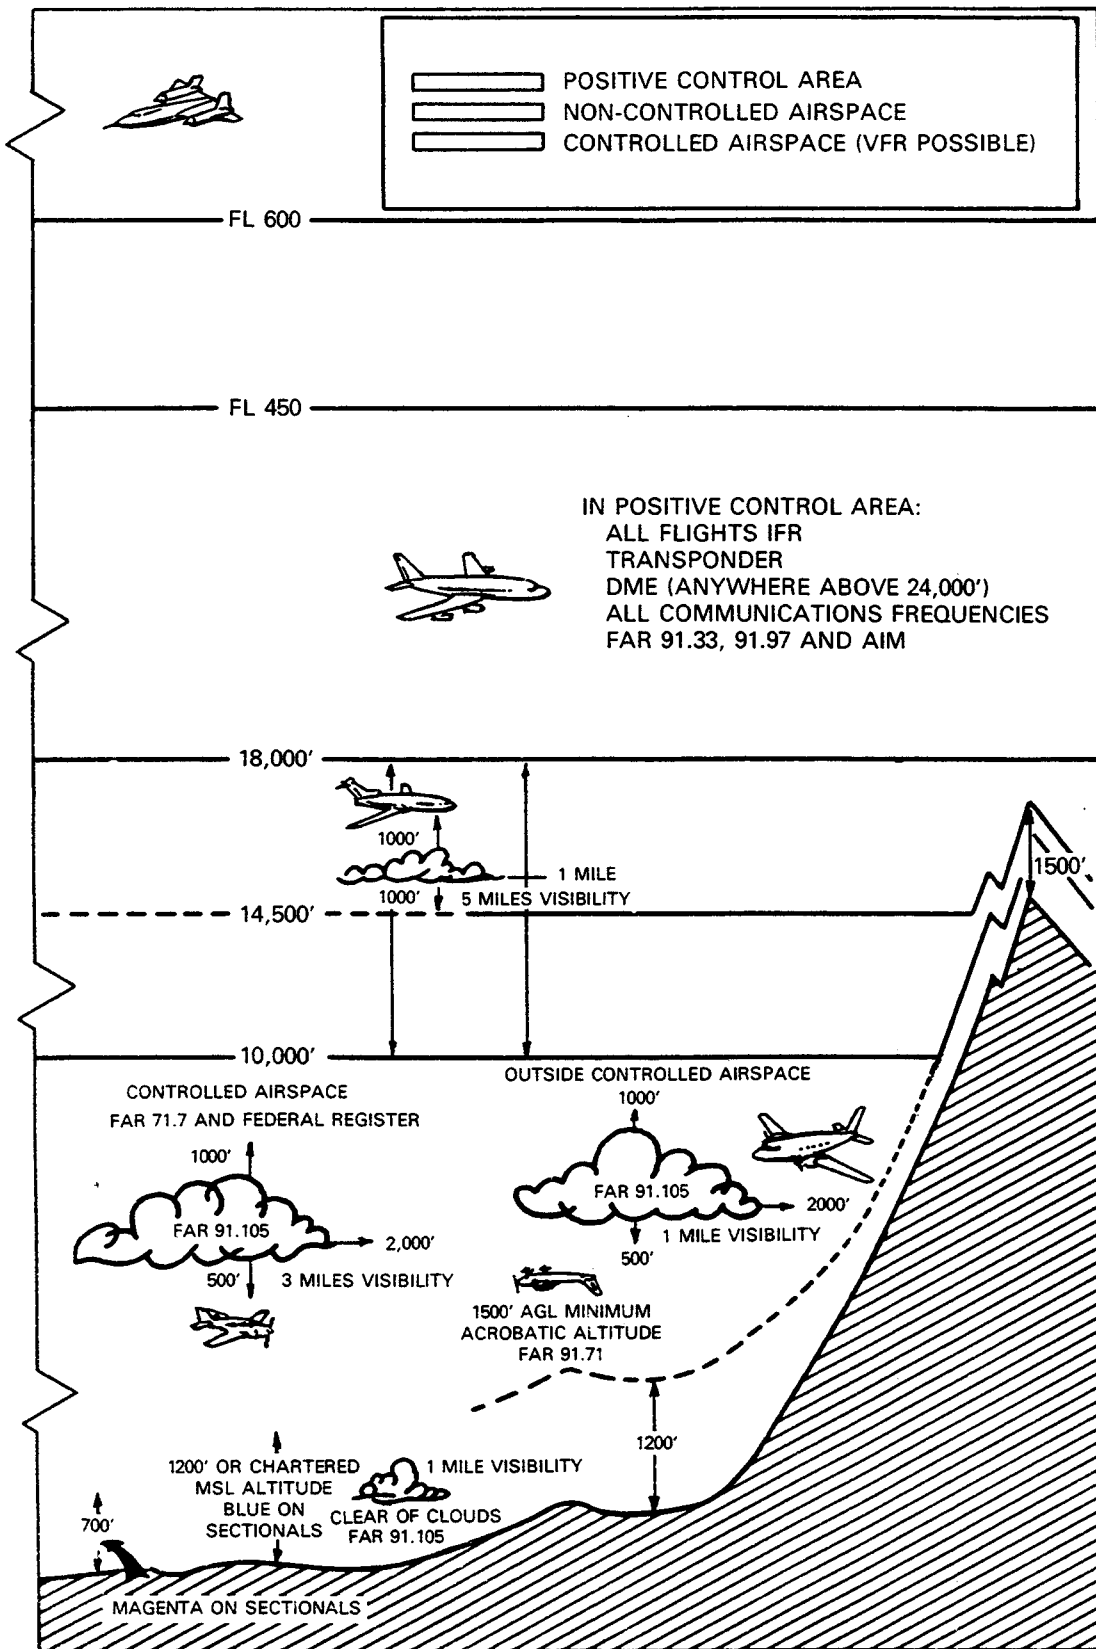 POSITIVE CONTROL AREA
NON-CONTROLLED AIRSPACE
CONTROLLED AIRSPACE (VFR POSSIBLE)
FL 600
FL 450
IN POSITIVE CONTROL AREA:
ALL FLIGHTS IFR
TRANSPONDER
DME (ANYWHERE ABOVE 24,000')
ALL COMMUNICATIONS FREQUENCIES
FAR 91.33, 91.97 AND AIM
18,000'
1000'
1 MILE
1000'
5 MILES VISIBILITY
1500'
14,500'
10,000'
CONTROLLED AIRSPACE
FAR 71.7 AND FEDERAL REGISTER
1000'
FAR 91.105
2,000'
500'
3 MILES VISIBILITY
OUTSIDE CONTROLLED AIRSPACE
1000'
FAR 91.105
2000'
1 MILE VISIBILITY
500'
1500' AGL MINIMUM
ACROBATIC ALTITUDE
FAR 91.71
1200'
1200' OR CHARTERED
MSL ALTITUDE
BLUE ON
SECTIONALS
1 MILE VISIBILITY
CLEAR OF CLOUDS
FAR 91.105
700'
MAGENTA ON SECTIONALS